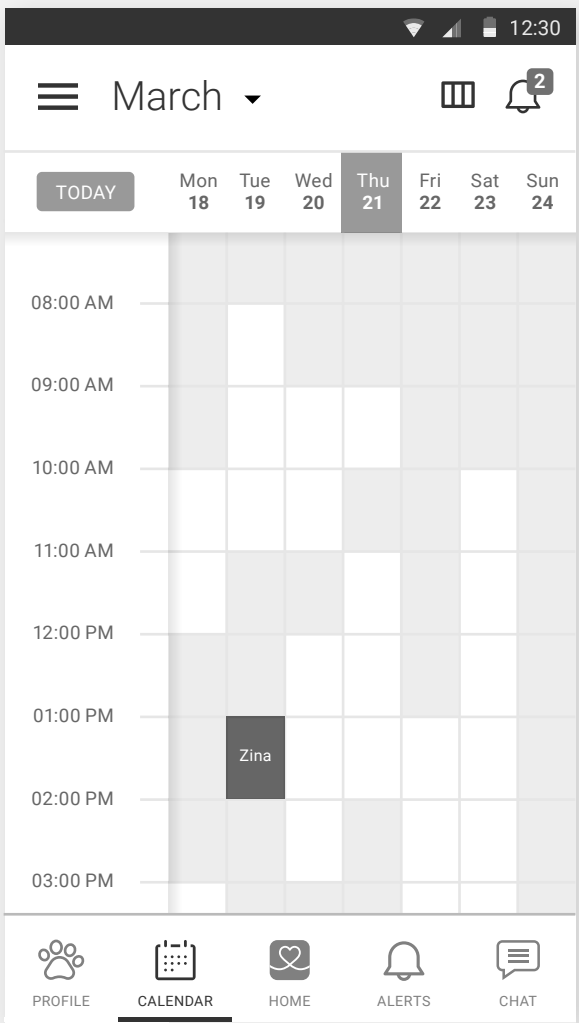 12:30
March
2
TODAY
Mon Tue Wed Thu Fri Sat Sun
18 19 20 21 22 23 24
08:00 AM
09:00 AM
10:00 AM
11:00 AM
12:00 PM
01:00 PM
Zina
02:00 PM
03:00 PM
PROFILE CALENDAR HOME ALERTS CHAT